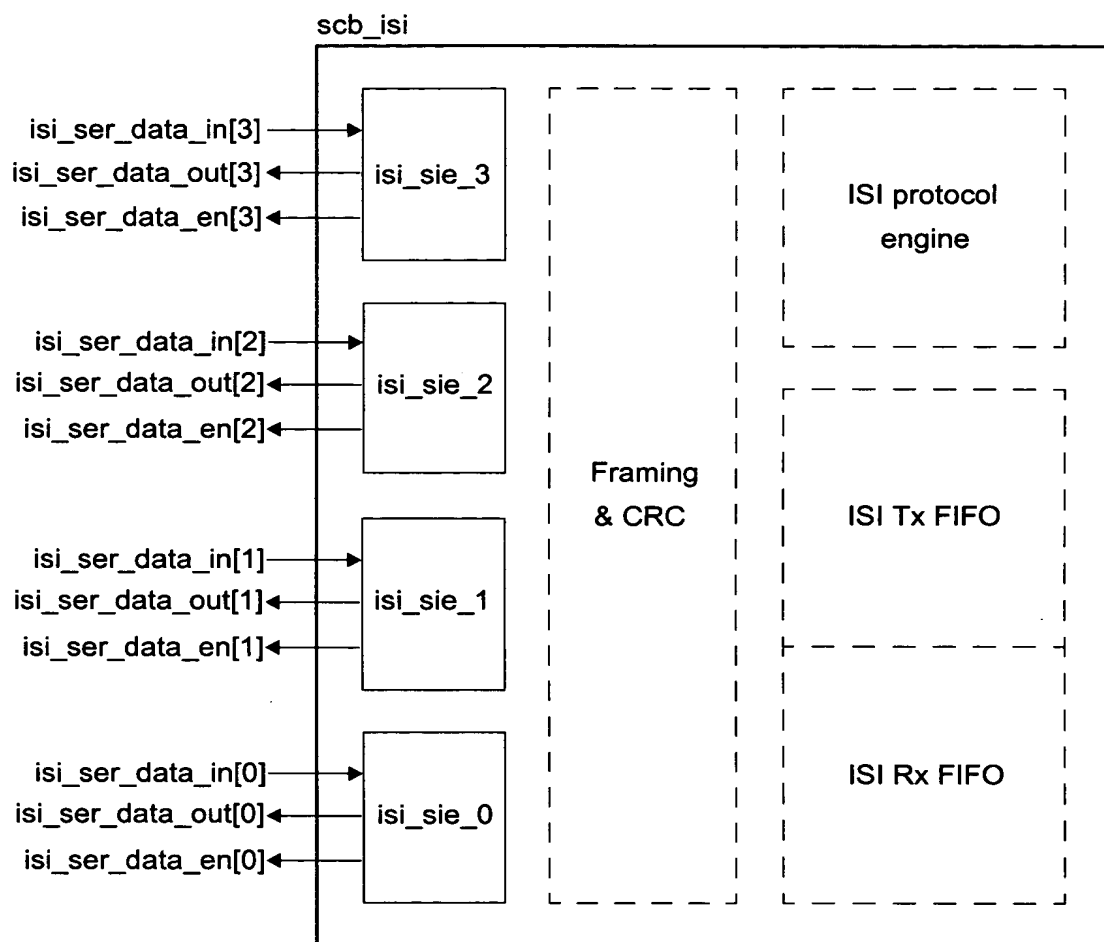 scb_isi
isi_ser_data_in[3]
isi_ser_data_out[3]
isi_ser_data_en[3]
isi_sie_3
isi_ser_data_in[2]
isi_ser_data_out[2]
isi_ser_data_en[2]
isi_sie_2
isi_ser_data_in[1]
isi_ser_data_out[1]
isi_ser_data_en[1]
isi_sie_1
isi_ser_data_in[0]
isi_ser_data_out[0]
isi_ser_data_en[0]
isi_sie_0
Framing
& CRC
ISI protocol
engine
ISI Tx FIFO
ISI Rx FIFO